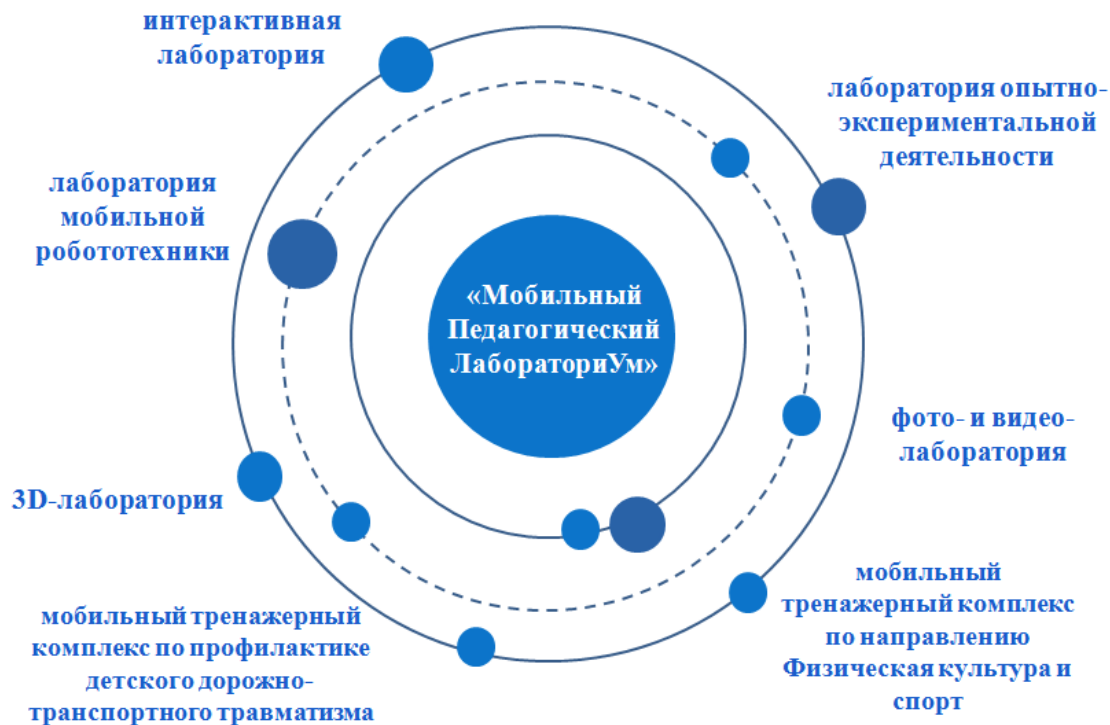 интерактивная
лаборатория
лаборатория опытно-
экспериментальной
деятельности
лаборатория
мобильной
робототехники
«Мобильный
Педагогический
ЛабораториУм»
фото- и видео-
лаборатория
3D-лаборатория
мобильный
тренажерный комплекс
по направлению
Физическая культура и
спорт
мобильный тренажерный
комплекс по профилактике
детского дорожно-
транспортного травматизма